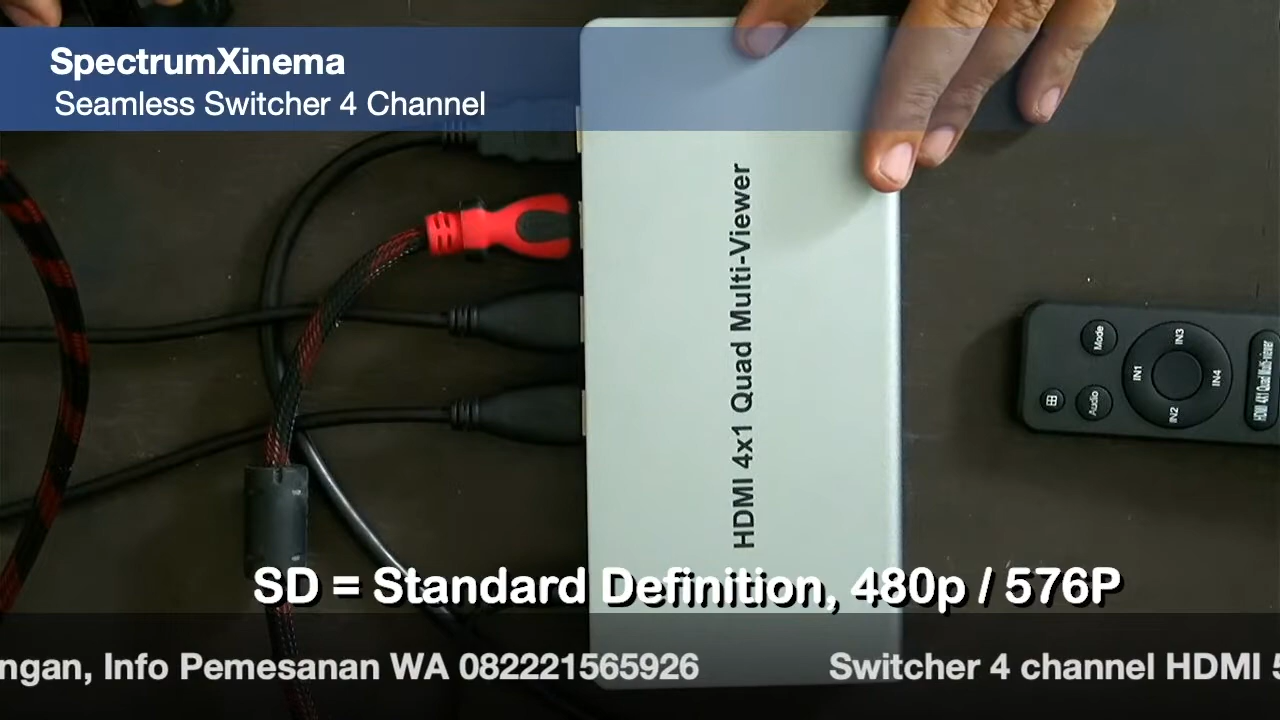 SpectrumXinema
Seamless Switcher 4 Channel
HDMI 4x1 Quad Multi-Viewer
Mode
IN3
IN1
IN4
Audio
IN2
HDMI 4X1 Quad Multi-viewer
SD = Standard Definition, 480p / 576P
ngan, Info Pemesanan WA 082221565926
Switcher 4 channel HDMI